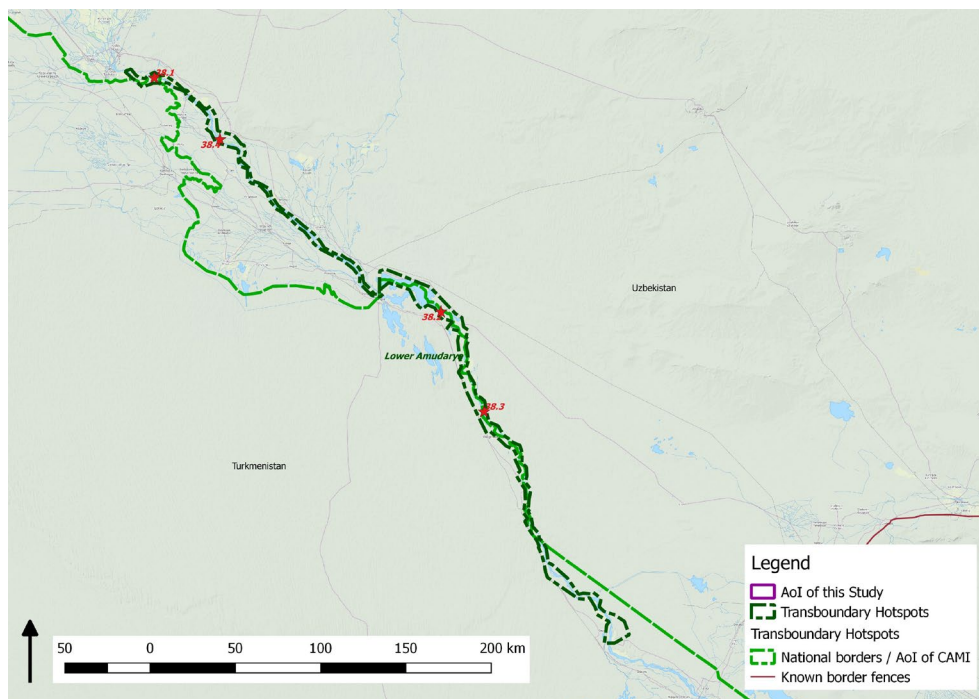 38.1
38.4
Uzbekistan
38.2
Lower Amudarya
38.3
Turkmenistan
Legend
AoI of this Study
Transboundary Hotspots
Transboundary Hotspots
National borders / AoI of CAMI
Known border fences
50 0 50 100 150 200 km